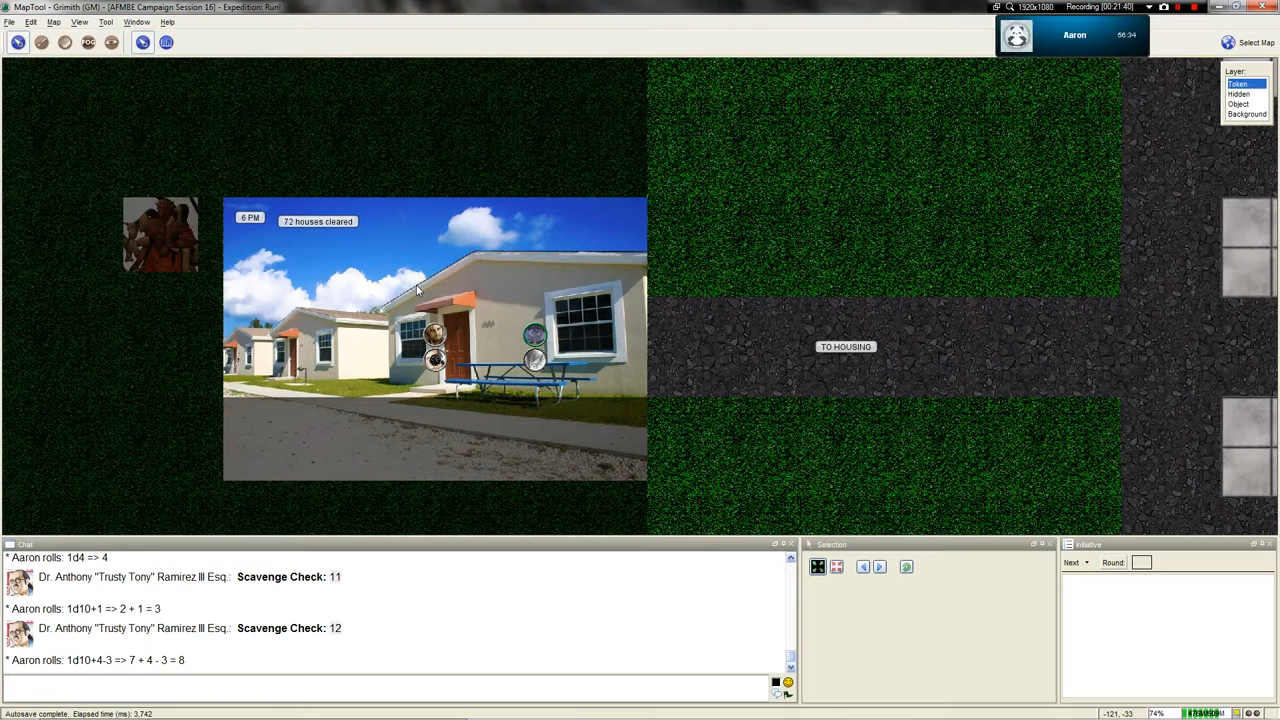 MapTool - Grimith (GM) - [AFMBE Campaign Session 16] - Expedition: Run!
1920x1080
Recording [00:21:40]
File Edit Map View Tool Window Help
FOG
Aaron
56:34
Select Map
Layer:
Token
Hidden
Object
Background
6 PM
72 houses cleared
TO HOUSING
Chat
Selection
Initiative
* Aaron rolls: 1d4 => 4
Next
Round:
Dr. Anthony "Trusty Tony" Ramirez III Esq.: Scavenge Check: 11
* Aaron rolls: 1d10+1 => 2 + 1 = 3
Dr. Anthony "Trusty Tony" Ramirez III Esq.: Scavenge Check: 12
* Aaron rolls: 1d10+4-3 => 7 + 4 - 3 = 8
Autosave complete. Elapsed time (ms): 3,742
-121, -33
74%